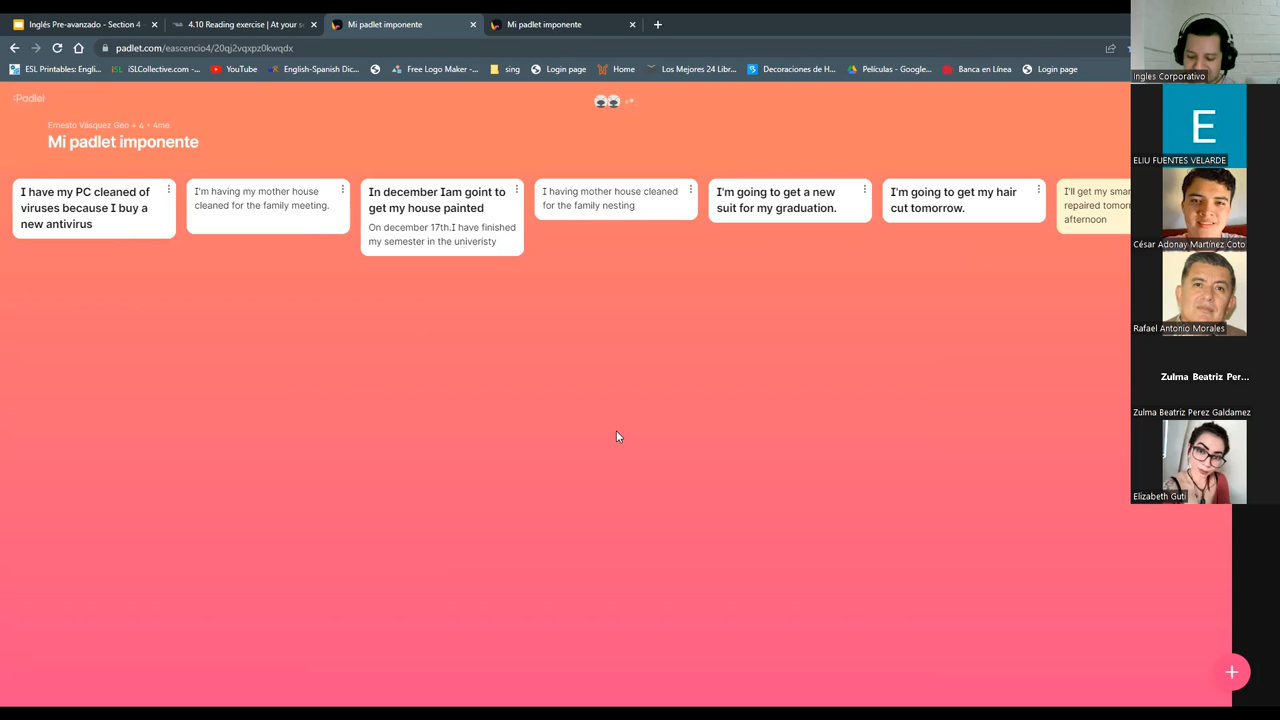 Inglés Pre-avanzado - Section 4
4.10 Reading exercise | At your s
Mi padlet imponente
Mi padlet imponente
padlet.com/eascencio4/20qj2vqxpz0kwqdx
ESL Printables: Engli...
iSLCollective.com -...
YouTube
English-Spanish Dic...
Free Logo Maker -...
sing
Login page
Home
Los Mejores 24 Libr...
Decoraciones de H...
Películas - Google...
Banca en Línea
Login page
:Padlet
Ernesto Vásquez Geo + 4 • 4me
Mi padlet imponente
I have my PC cleaned of
viruses because I buy a
new antivirus
I'm having my mother house
cleaned for the family meeting.
In december Iam goint to
get my house painted
On december 17th.I have finished
my semester in the univeristy
I having mother house cleaned
for the family nesting
I'm going to get a new
suit for my graduation.
I'm going to get my hair
cut tomorrow.
I'll get my smar
repaired tomorr
afternoon
Ingles Corporativo
E
ELIU FUENTES VELARDE
César Adonay Martínez Coto
Rafael Antonio Morales
Zulma Beatriz Per...
Zulma Beatriz Perez Galdamez
Elizabeth Guti